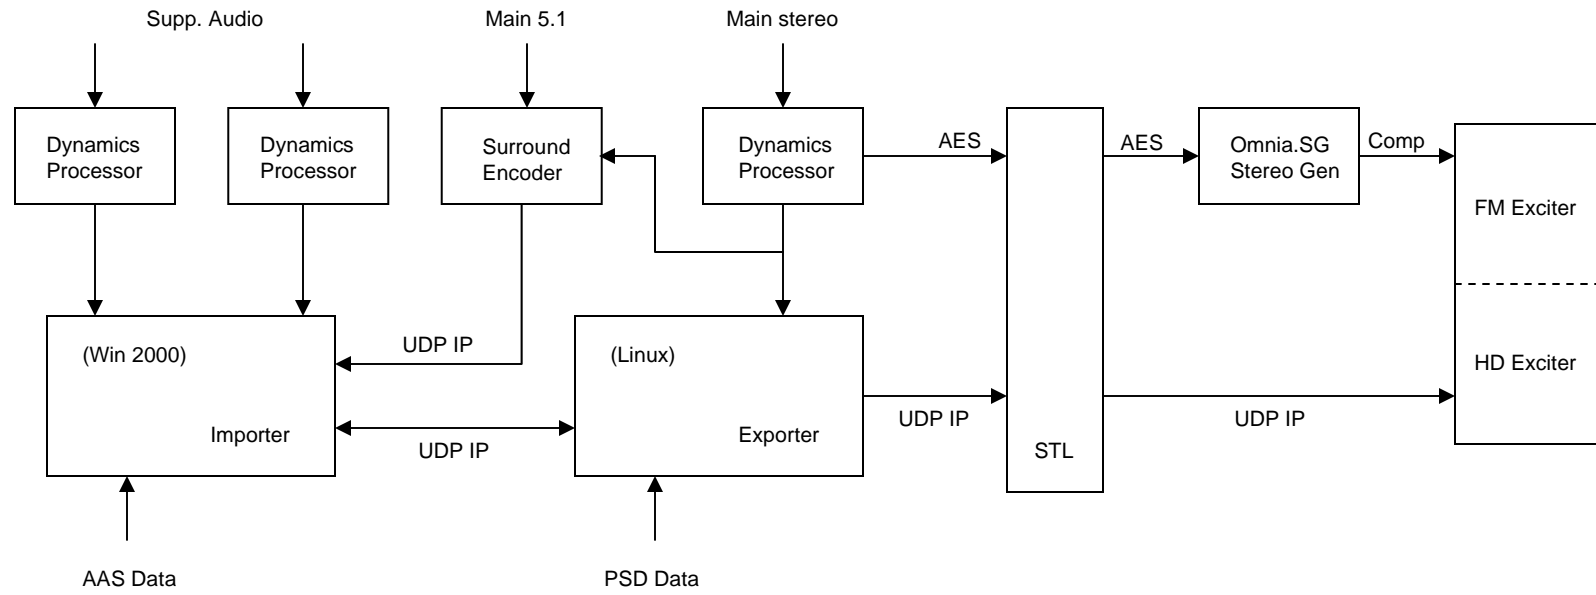 Supp. Audio
Main 5.1
Main stereo
Dynamics
Processor
Dynamics
Processor
Surround
Encoder
Dynamics
Processor
AES
AES
Omnia.SG
Stereo Gen
Comp
FM Exciter
HD Exciter
(Win 2000)
Importer
UDP IP
UDP IP
(Linux)
Exporter
UDP IP
STL
UDP IP
AAS Data
PSD Data